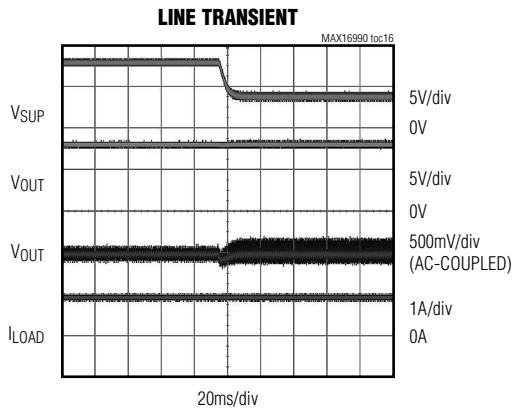 LINE TRANSIENT
MAX16990 toc16
VSUP
5V/div
0V
VOUT
5V/div
0V
VOUT
500mV/div
(AC-COUPLED)
1A/div
ILOAD
0A
20ms/div